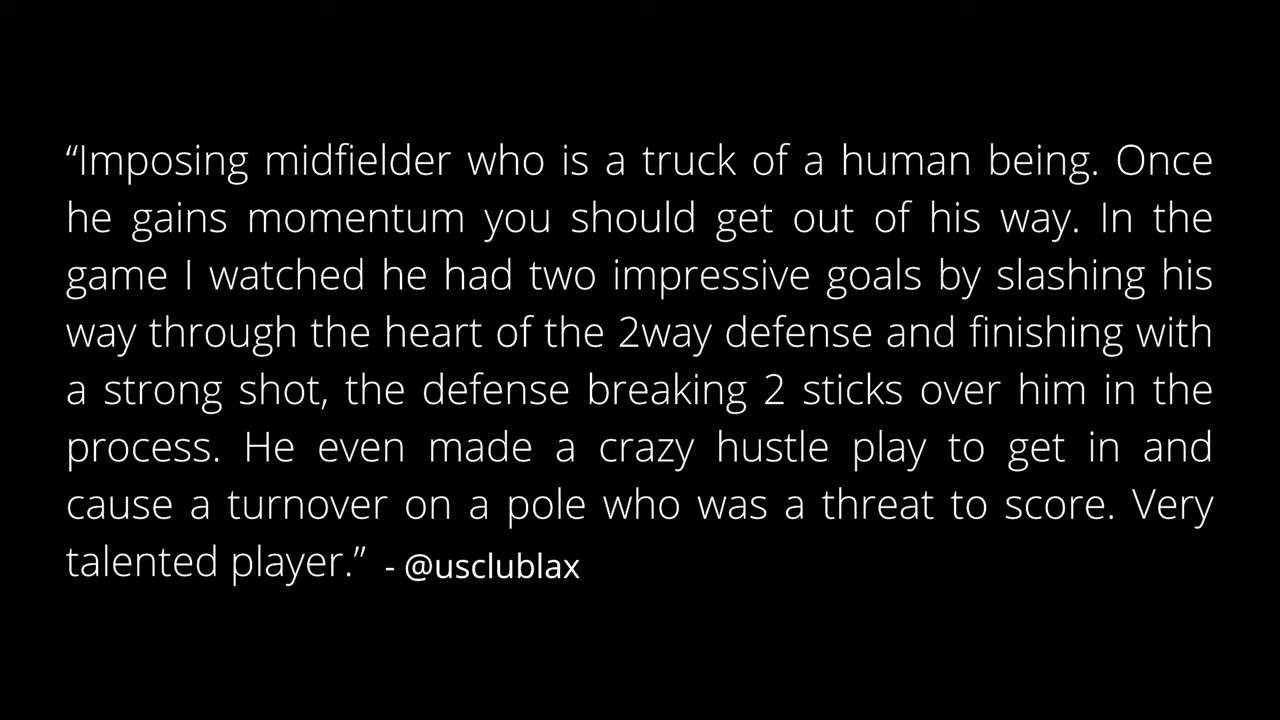 “Imposing midfielder who is a truck of a human being. Once
he gains momentum you should get out of his way. In the
game I watched he had two impressive goals by slashing his
way through the heart of the 2way defense and finishing with
a strong shot, the defense breaking 2 sticks over him in the
process. He even made a crazy hustle play to get in and
cause a turnover on a pole who was a threat to score. Very
talented player.” - @usclublax